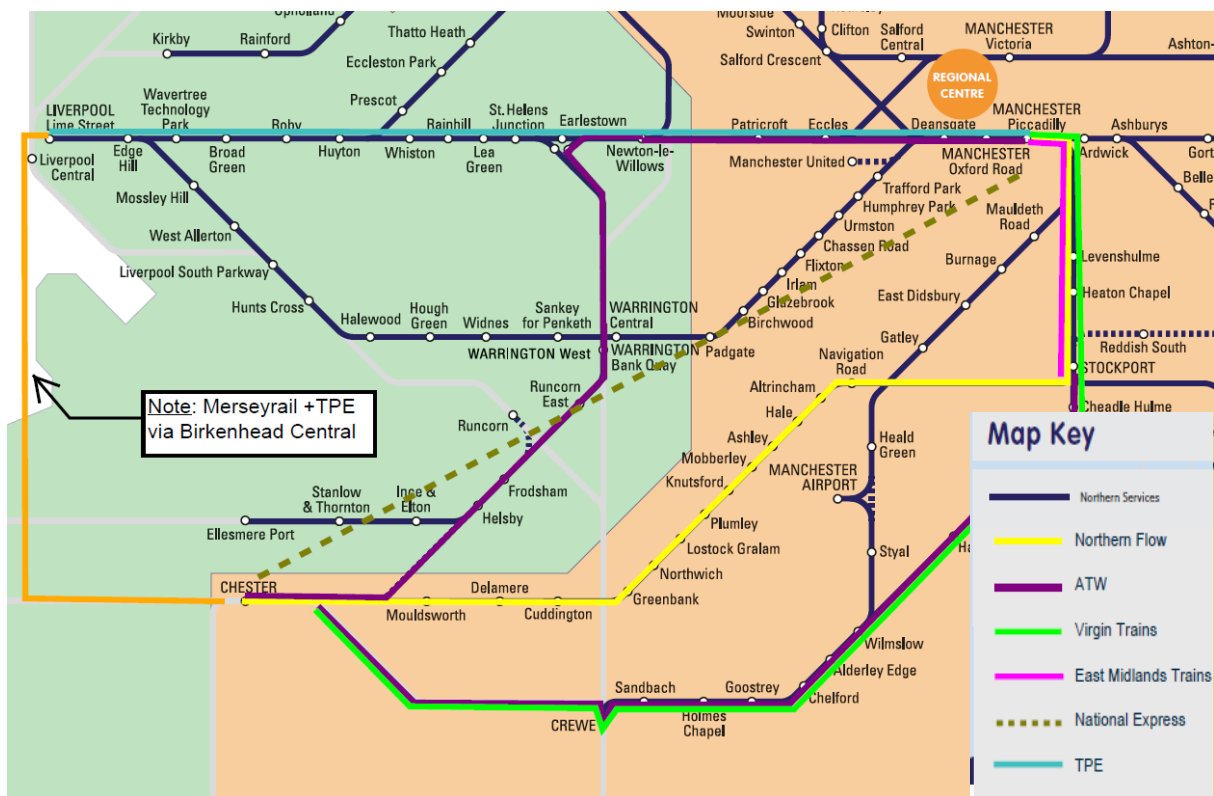 Upholland
Moorside
Kirkby
Rainford
Thatto Heath
Swinton
Clifton
Salford
Central
MANCHESTER
Victoria
Ashton-
Eccleston Park
Salford Crescent
REGIONAL
CENTRE
Prescot
LIVERPOOL
Lime Street
Wavertree
Technology
Park
Roby
Rainhill
St.Helens
Junction
Earlestown
Patricroft
Eccles
Deansgate
MANCHESTER
Piccadilly
Ashburys
Liverpool
Central
Edge
Hill
Broad
Green
Huyton
Whiston
Lea
Green
Newton-le-
Willows
Manchester United
MANCHESTER
Oxford Road
Ardwick
Gort
Belle
Mossley Hill
Trafford Park
Humphrey Park
Mauldeth
Road
West Allerton
Urmston
Chassen Road
Levenshulme
Liverpool South Parkway
Flixton
Burnage
Irlam
Heaton Chapel
Hunts Cross
Glazebrook
East Didsbury
Halewood
Hough
Green
Widnes
Sankey
for Penketh
WARRINGTON
Central
Birchwood
WARRINGTON West
WARRINGTON
Bank Quay
Padgate
Gatley
Reddish South
Navigation
Road
STOCKPORT
Runcorn
East
Altrincham
Note: Merseyrail +TPE
via Birkenhead Central
Runcorn
Hale
Cheadle Hulme
Ashley
Heald
Green
Mobberley
MANCHESTER
AIRPORT
Knutsford
Stanlow
& Thornton
Ince &
Elton
Frodsham
Helsby
Plumley
Ellesmere Port
Lostock Gralam
Styal
Northwich
CHESTER
Delamere
Greenbank
Mouldsworth
Cuddington
Wilmslow
Alderley Edge
Sandbach
Goostrey
Chelford
CREWE
Holmes
Chapel
Map Key
Northern Services
Northern Flow
ATW
Virgin Trains
East Midlands Trains
National Express
TPE